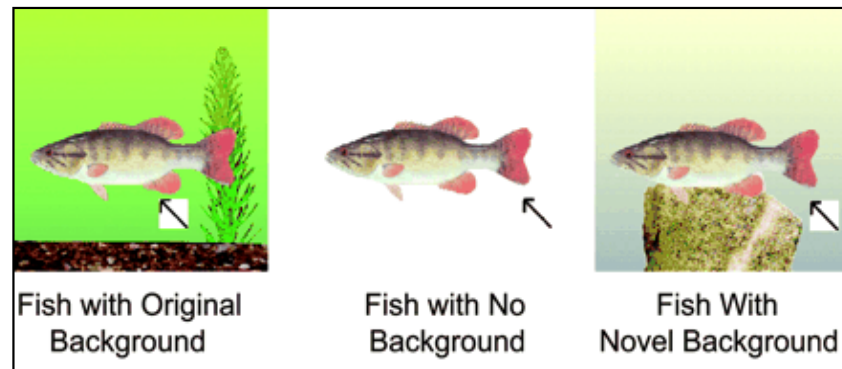 Fish with Original
Background
Fish with No
Background
Fish With
Novel Background